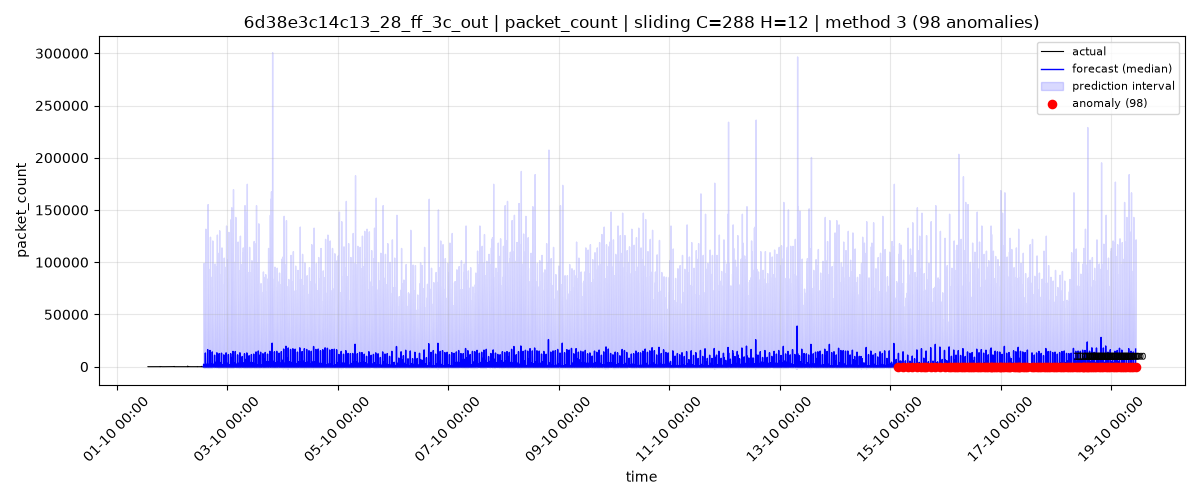 6d38e3c14c13_28_ff_3c_out | packet_count | sliding C=288 H=12 | method 3 (98 anomalies)
actual
forecast (median)
prediction interval
anomaly (98)
300000
250000
200000
150000
100000
50000
0
packet_count
01-10 00:00
03-10 00:00
05-10 00:00
07-10 00:00
09-10 00:00
11-10 00:00
13-10 00:00
15-10 00:00
17-10 00:00
19-10 00:00
time